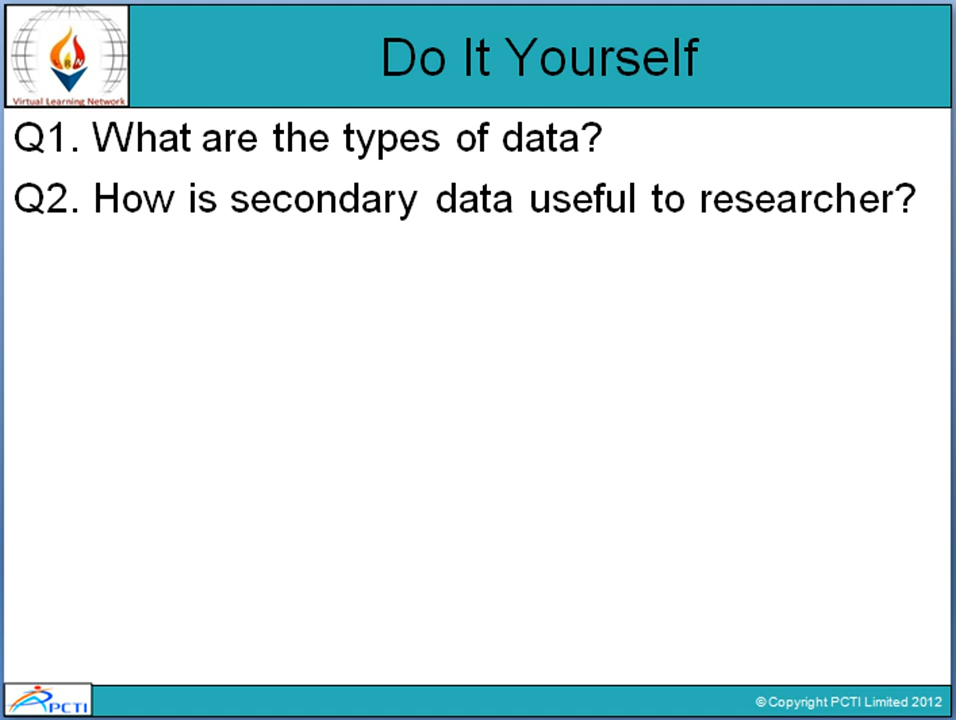 Do It Yourself
Virtual Learning Network
Q1. What are the types of data?
Q2. How is secondary data useful to researcher?
PCTI
© Copyright PCTI Limited 2012